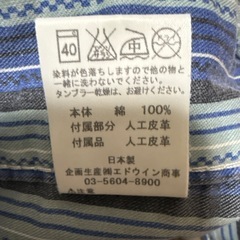 40
染料が色落ちしますので他の物と
一緒に洗わないでください。
タンブラー乾燥は、お避けください。
本体 綿 100%
付属部分 人工皮革
付属品 人工皮革
日本製
企画生産㈱エドウイン商事
03-5604-8900
⚠注意